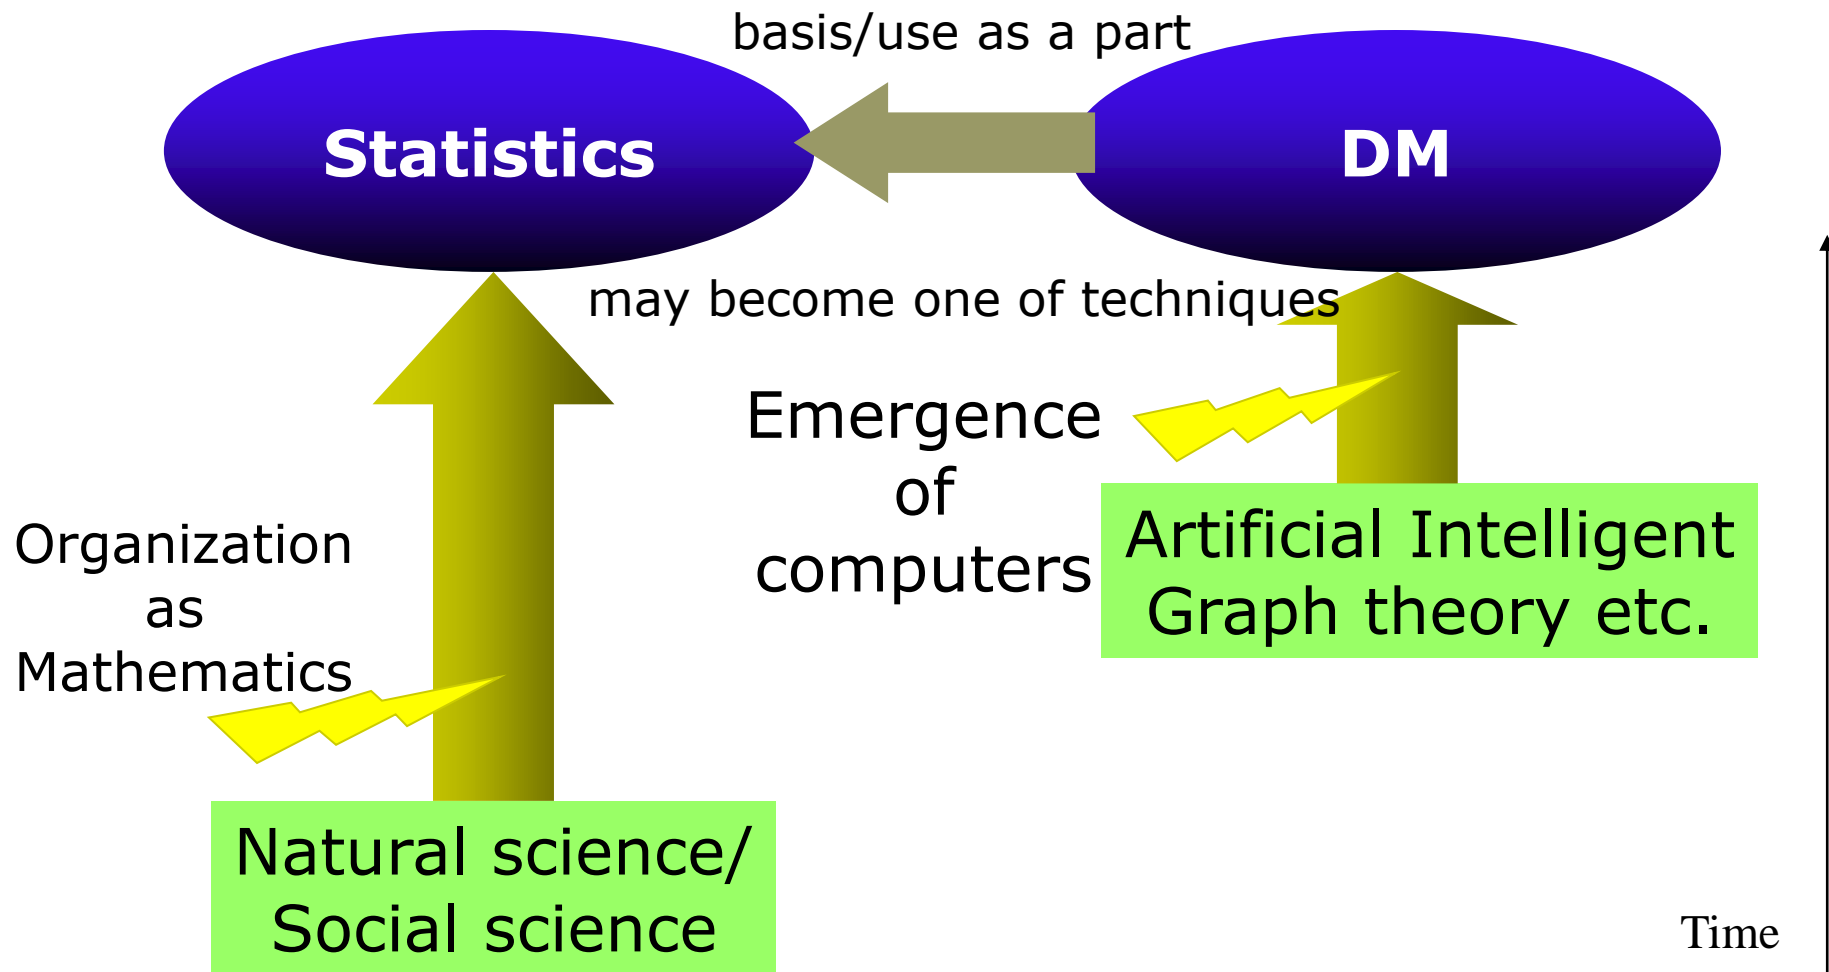 basis/use as a part
Statistics
DM
may become one of techniques
Emergence
of
computers
Artificial Intelligent
Graph theory etc.
Organization
as
Mathematics
Natural science/
Social science
Time